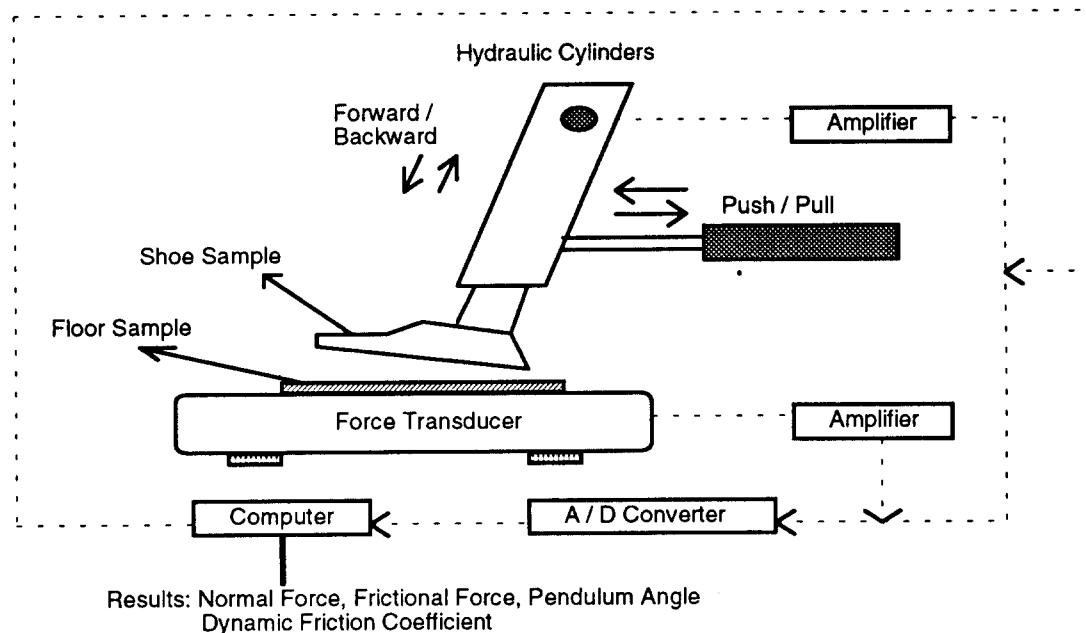 Hydraulic Cylinders
Forward /
Backward
Amplifier
Push / Pull
Shoe Sample
Floor Sample
Force Transducer
Amplifier
Computer
A / D Converter
Results: Normal Force, Frictional Force, Pendulum Angle
Dynamic Friction Coefficient